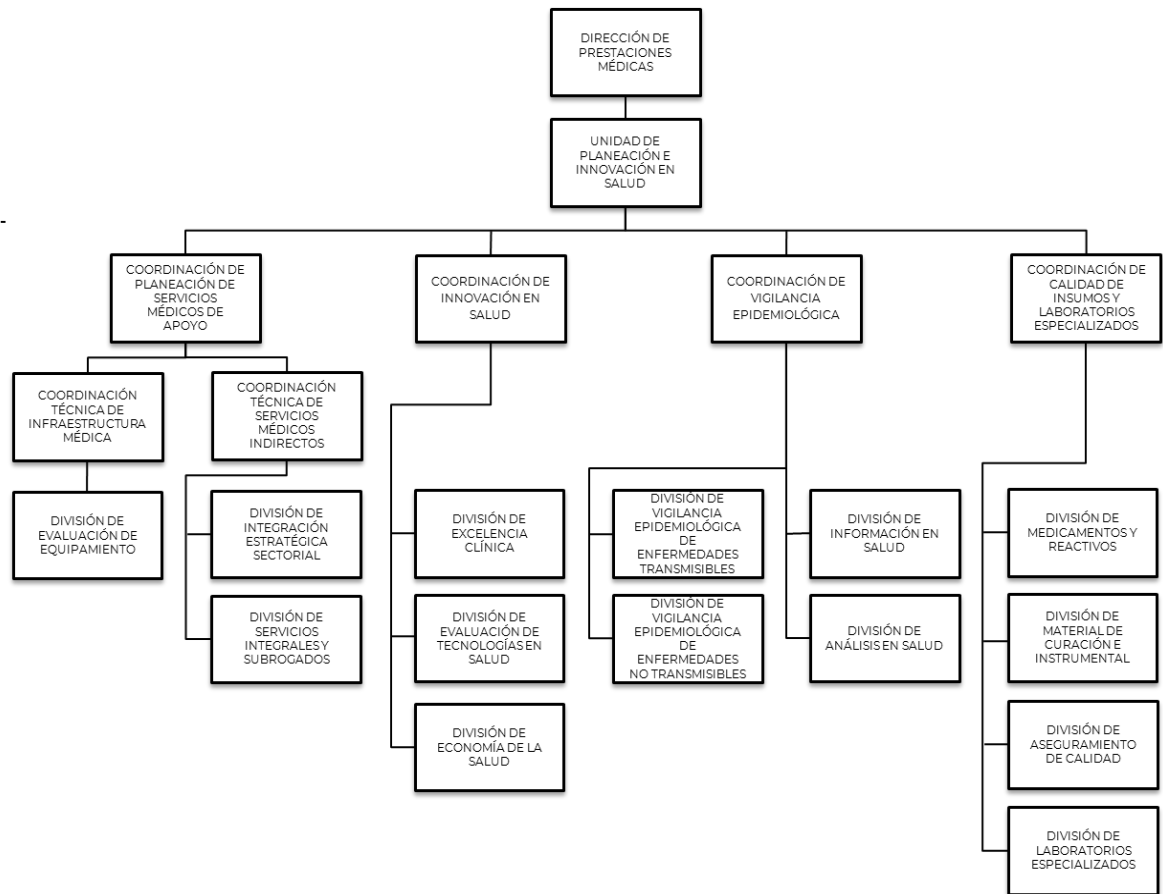 DIRECCIÓN DE
PRESTACIONES
MÉDICAS
UNIDAD DE
PLANEACIÓN E
INNOVACIÓN EN
SALUD
-
COORDINACIÓN DE
PLANEACIÓN DE
SERVICIOS
MÉDICOS DE
APOYO
COORDINACIÓN DE
INNOVACIÓN EN
SALUD
COORDINACIÓN DE
VIGILANCIA
EPIDEMIOLÓGICA
COORDINACIÓN DE
CALIDAD DE
INSUMOS Y
LABORATORIOS
ESPECIALIZADOS
COORDINACIÓN
TÉCNICA DE
INFRAESTRUCTURA
MÉDICA
COORDINACIÓN
TÉCNICA DE
SERVICIOS
MÉDICOS
INDIRECTOS
DIVISIÓN DE
EVALUACIÓN DE
EQUIPAMIENTO
DIVISIÓN DE
INTEGRACIÓN
ESTRATÉGICA
SECTORIAL
DIVISIÓN DE
EXCELENCIA
CLÍNICA
DIVISIÓN DE
VIGILANCIA
EPIDEMIOLÓGICA
DE
ENFERMEDADES
TRANSMISIBLES
DIVISIÓN DE
INFORMACIÓN EN
SALUD
DIVISIÓN DE
MEDICAMENTOS Y
REACTIVOS
DIVISIÓN DE
SERVICIOS
INTEGRALES Y
SUBROGADOS
DIVISIÓN DE
EVALUACIÓN DE
TECNOLOGÍAS EN
SALUD
DIVISIÓN DE
VIGILANCIA
EPIDEMIOLÓGICA
DE
ENFERMEDADES
NO TRANSMISIBLES
DIVISIÓN DE
ANÁLISIS EN SALUD
DIVISIÓN DE
MATERIAL DE
CURACIÓN E
INSTRUMENTAL
DIVISIÓN DE
ECONOMÍA DE LA
SALUD
DIVISIÓN DE
ASEGURAMIENTO
DE CALIDAD
DIVISIÓN DE
LABORATORIOS
ESPECIALIZADOS